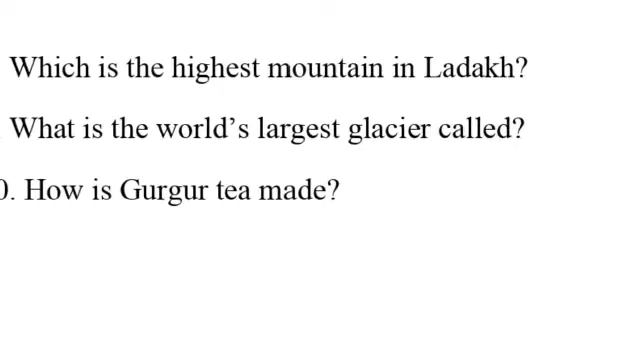 Which is the highest mountain in Ladakh?
. What is the world’s largest glacier called?
0. How is Gurgur tea made?